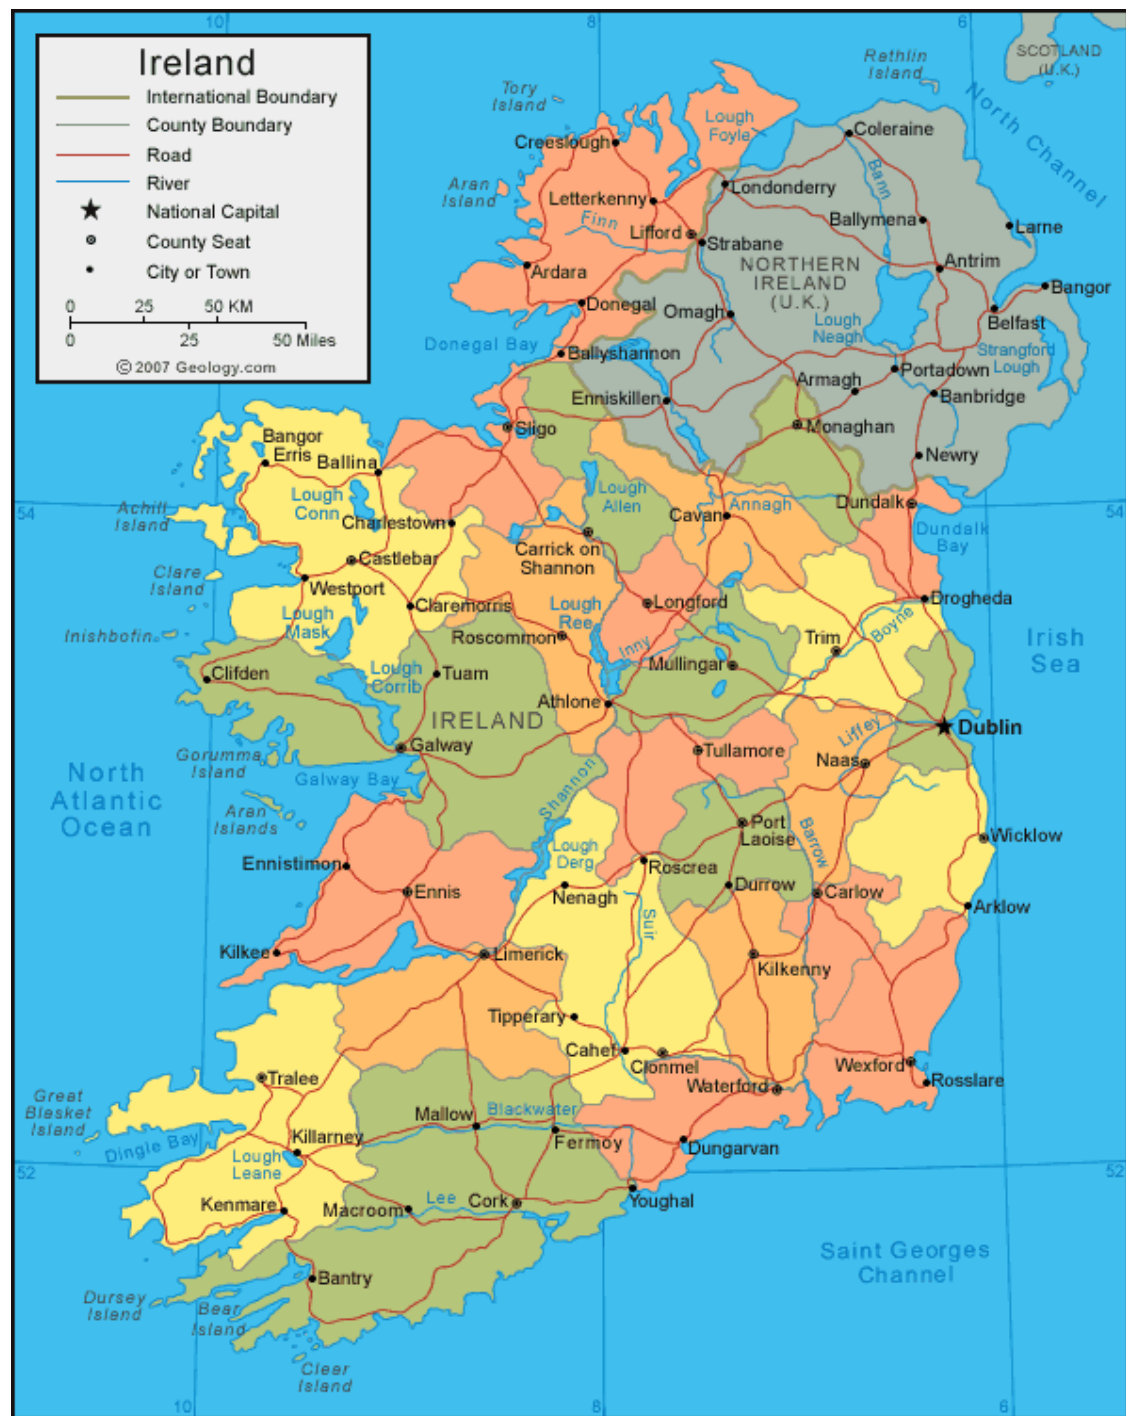 10
8
6
Ireland
International Boundary
County Boundary
Road
River
National Capital
County Seat
City or Town
0 25 50 KM
0 25 50 Miles
© 2007 Geology.com
SCOTLAND
(U.K.)
Rathlin
Island
North Channel
Tory
Island
Lough
Foyle
Creeslough
Coleraine
Aran
Island
Letterkenny
Londonderry
Bann
Finn
Lifford
Strabane
Ballymena
Larne
Ardara
NORTHERN
IRELAND
(U.K.)
Antrim
Bangor
Donegal
Omagh
Lough
Neagh
Belfast
Donegal Bay
Ballyshannon
Strangford
Lough
Portadown
Armagh
Enniskillen
Banbridge
Sligo
Monaghan
Bangor
Erris
Ballina
Newry
Lough
Conn
Lough
Allen
54
Achill
Island
Charlestown
Cavan
Annagh
Dundalk
54
Dundalk
Bay
Carrick on
Shannon
Castlebar
Clare
Island
Westport
Claremorris
Lough
Ree
Longford
Drogheda
Lough
Mask
Inishbofin
Roscommon
Inny
Trim
Boyne
Irish
Sea
Clifden
Lough
Corrib
Tuam
Mullingar
Athlone
IRELAND
Dublin
Liffey
Galway
Tullamore
Naas
Gorumma
Island
Galway Bay
North
Atlantic
Ocean
Shannon
Aran
Islands
Port
Laoise
Barrow
Wicklow
Ennistimon
Lough
Derg
Roscrea
Ennis
Nenagh
Durrow
Carlow
Arklow
Suir
Kilkee
Limerick
Kilkenny
Tipperary
Caher
Clonmel
Wexford
Rosslare
Tralee
Waterford
Great
Blasket
Island
Mallow
Blackwater
Dingle Bay
Killarney
Fermoy
Dungarvan
Lough
Leane
52
52
Kenmare
Macroom
Lee
Cork
Youghal
Saint Georges
Channel
Bantry
Dursey
Island
Bear
Island
Clear
Island
10
8
6